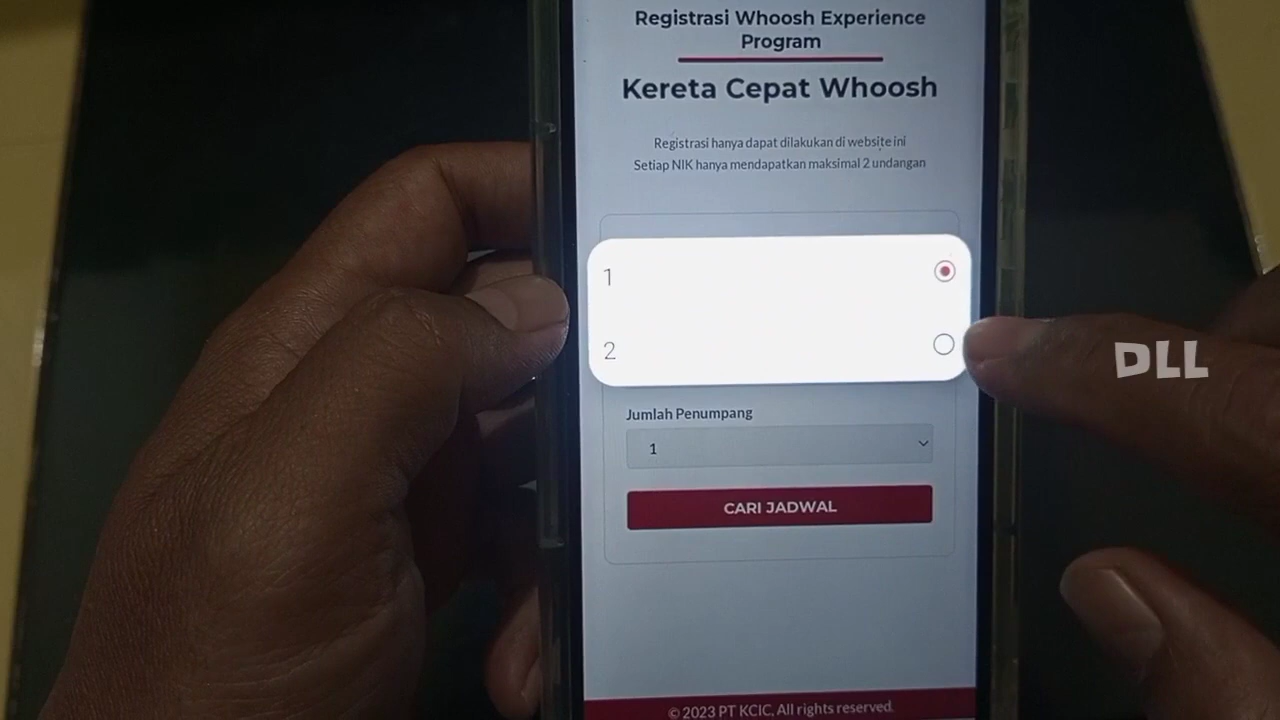 Registrasi Whoosh Experience
Program
Kereta Cepat Whoosh
Registrasi hanya dapat dilakukan di website ini
Setiap NIK hanya mendapatkan maksimal 2 undangan
1
2
DLL
Jumlah Penumpang
1
CARI JADWAL
© 2023 PT KCIC, All rights reserved.